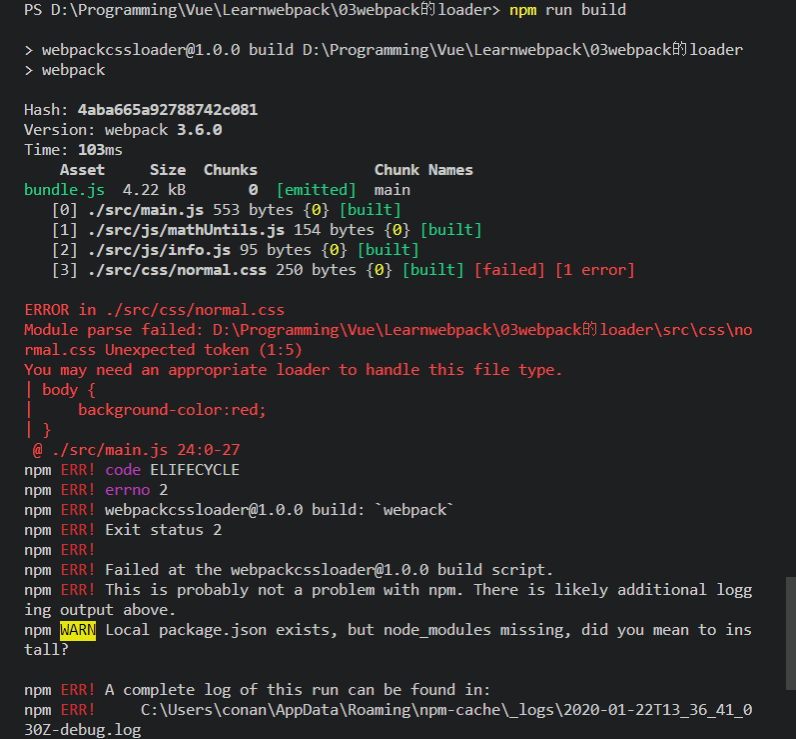 PS D:\Programming\Vue\Learnwebpack\03webpack的loader> npm run build
> webpackcssloader@1.0.0 build D:\Programming\Vue\Learnwebpack\03webpack的loader
> webpack
Hash: 4aba665a92788742c081
Version: webpack 3.6.0
Time: 103ms
Asset Size Chunks Chunk Names
bundle.js 4.22 kB 0 [emitted] main
[0] ./src/main.js 553 bytes {0} [built]
[1] ./src/js/mathUntils.js 154 bytes {0} [built]
[2] ./src/js/info.js 95 bytes {0} [built]
[3] ./src/css/normal.css 250 bytes {0} [built] [failed] [1 error]
ERROR in ./src/css/normal.css
Module parse failed: D:\Programming\Vue\Learnwebpack\03webpack的loader\src\css\no
rmal.css Unexpected token (1:5)
You may need an appropriate loader to handle this file type.
| body {
|     background-color:red;
| }
@ ./src/main.js 24:0-27
npm ERR! code ELIFECYCLE
npm ERR! errno 2
npm ERR! webpackcssloader@1.0.0 build: `webpack`
npm ERR! Exit status 2
npm ERR!
npm ERR! Failed at the webpackcssloader@1.0.0 build script.
npm ERR! This is probably not a problem with npm. There is likely additional logg
ing output above.
npm WARN Local package.json exists, but node_modules missing, did you mean to ins
tall?
npm ERR! A complete log of this run can be found in:
npm ERR!     C:\Users\conan\AppData\Roaming\npm-cache\_logs\2020-01-22T13_36_41_0
30Z-debug.log